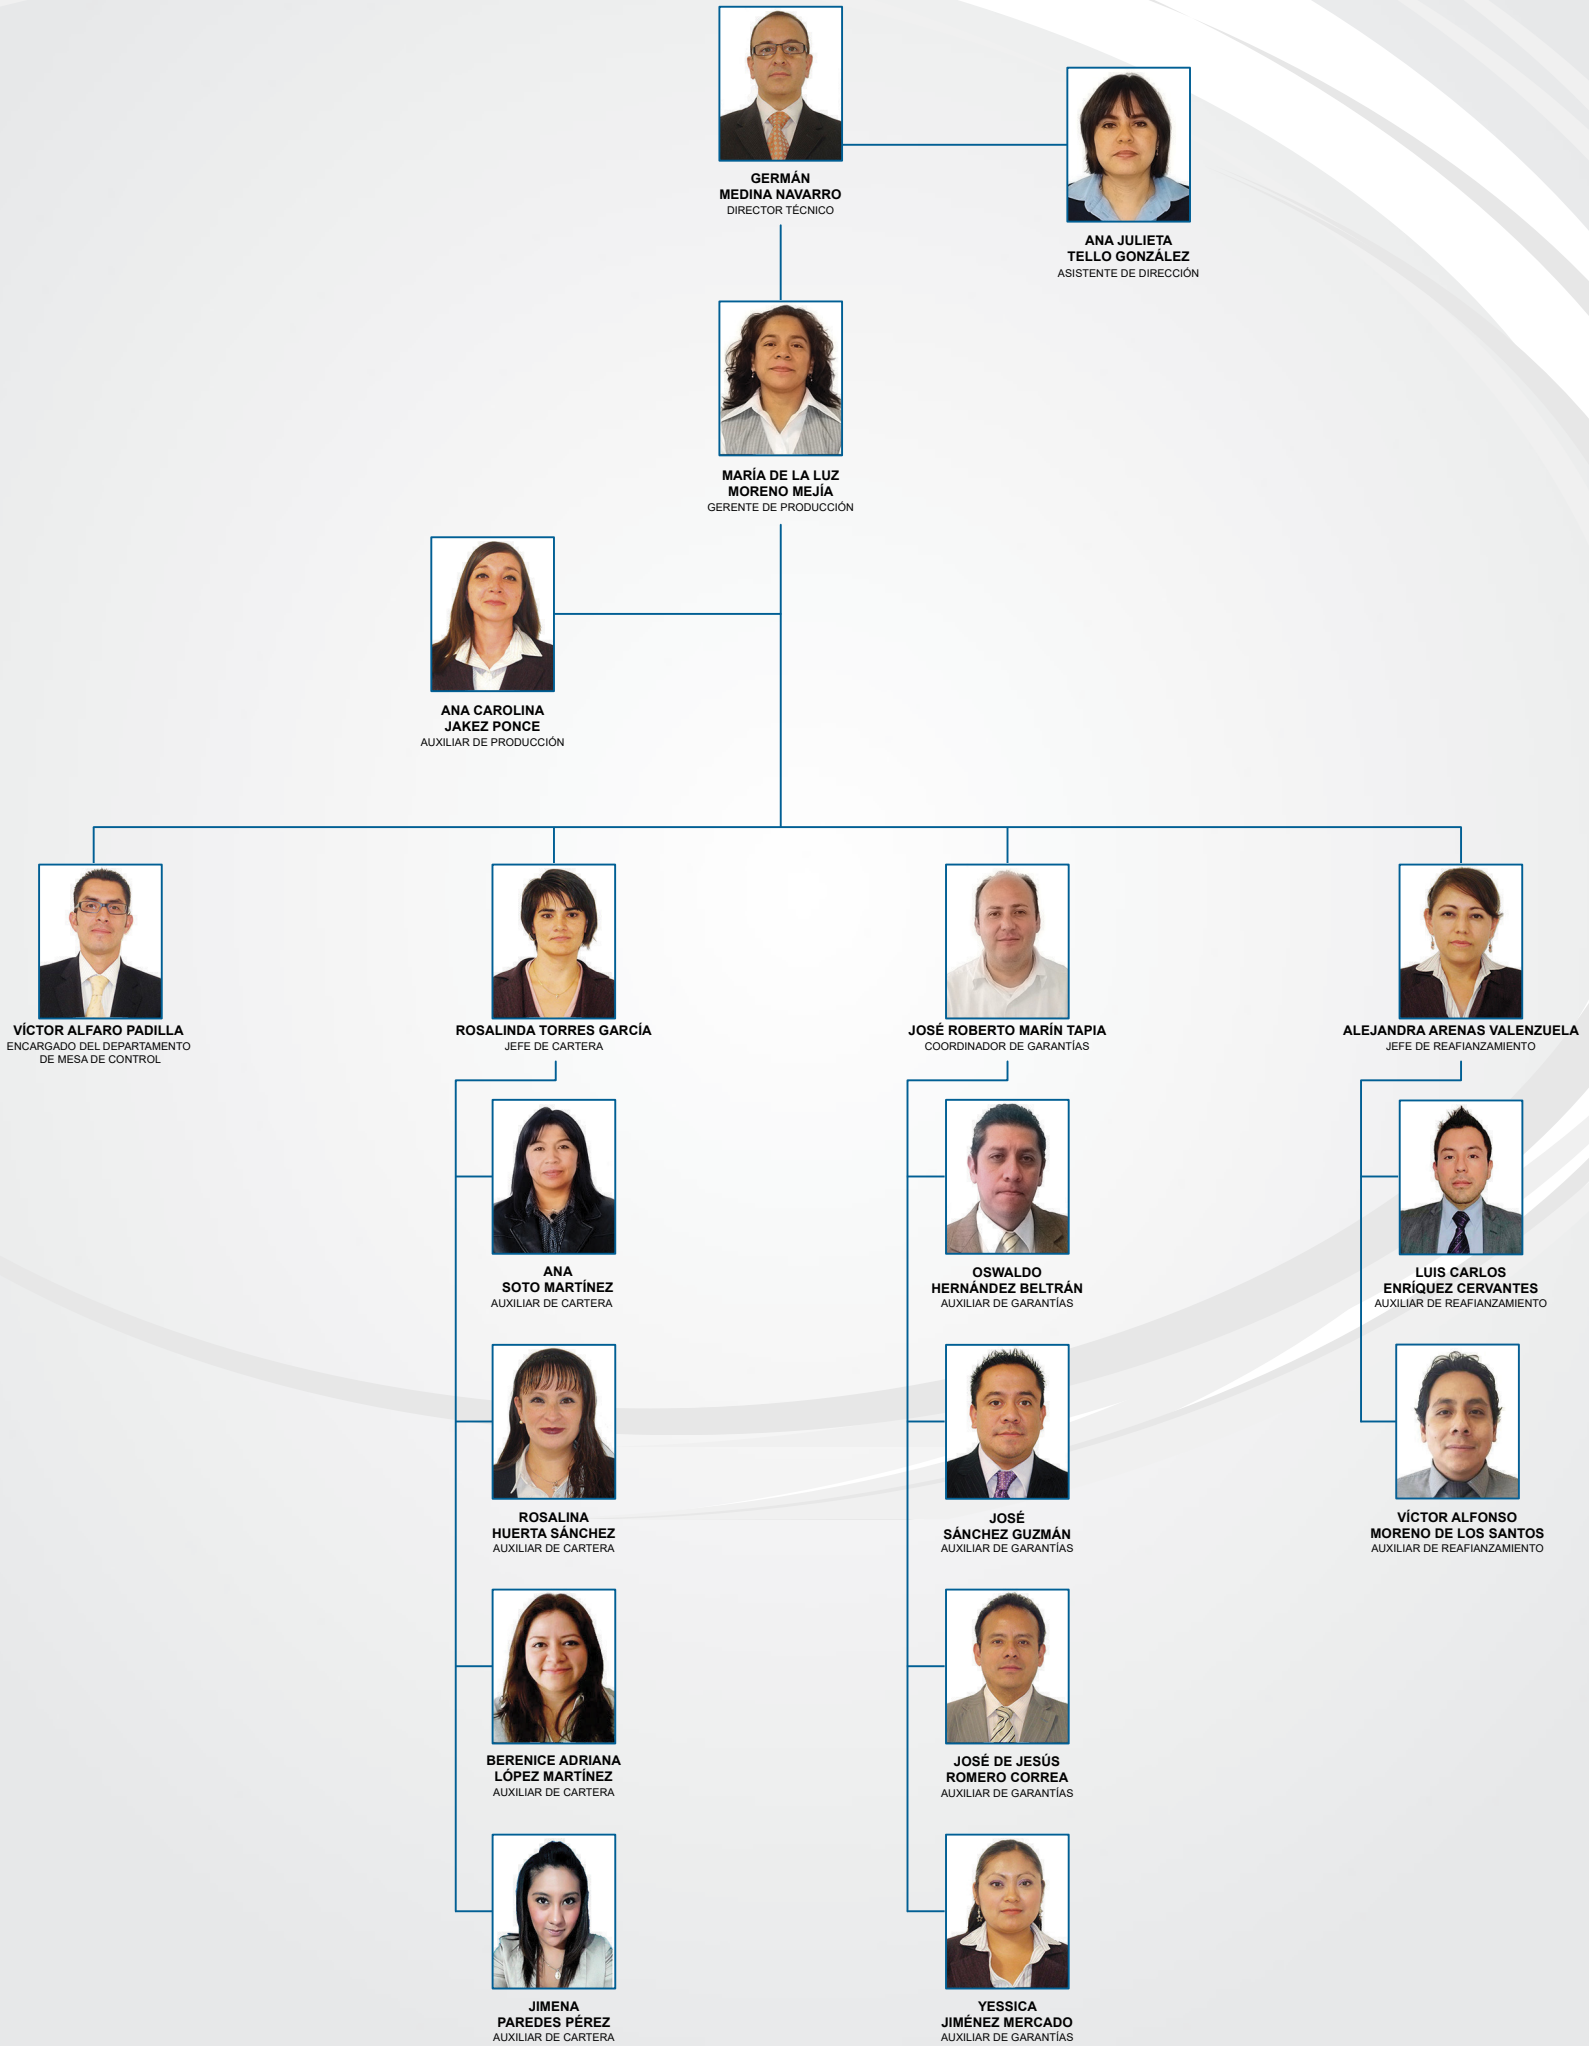 GERMÁN
MEDINA NAVARRO
DIRECTOR TÉCNICO
ANA JULIETA
TELLO GONZÁLEZ
ASISTENTE DE DIRECCIÓN
MARÍA DE LA LUZ
MORENO MEJÍA
GERENTE DE PRODUCCIÓN
ANA CAROLINA
JAKEZ PONCE
AUXILIAR DE PRODUCCIÓN
VÍCTOR ALFARO PADILLA
ENCARGADO DEL DEPARTAMENTO
DE MESA DE CONTROL
ROSALINDA TORRES GARCÍA
JEFE DE CARTERA
JOSÉ ROBERTO MARÍN TAPIA
COORDINADOR DE GARANTÍAS
ALEJANDRA ARENAS VALENZUELA
JEFE DE REAFIANZAMIENTO
ANA
SOTO MARTÍNEZ
AUXILIAR DE CARTERA
OSWALDO
HERNÁNDEZ BELTRÁN
AUXILIAR DE GARANTÍAS
LUIS CARLOS
ENRÍQUEZ CERVANTES
AUXILIAR DE REAFIANZAMIENTO
ROSALINA
HUERTA SÁNCHEZ
AUXILIAR DE CARTERA
JOSÉ
SÁNCHEZ GUZMÁN
AUXILIAR DE GARANTÍAS
VÍCTOR ALFONSO
MORENO DE LOS SANTOS
AUXILIAR DE REAFIANZAMIENTO
BERENICE ADRIANA
LÓPEZ MARTÍNEZ
AUXILIAR DE CARTERA
JOSÉ DE JESÚS
ROMERO CORREA
AUXILIAR DE GARANTÍAS
JIMENA
PAREDES PÉREZ
AUXILIAR DE CARTERA
YESSICA
JIMÉNEZ MERCADO
AUXILIAR DE GARANTÍAS